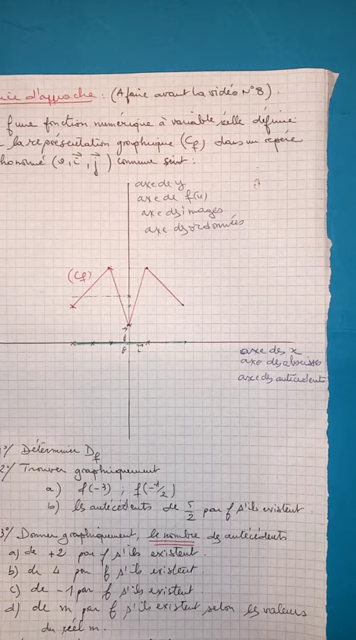 d'approche : (A faire avant la vidéo N°8).
f une fonction numérique à variable réelle définie
la représentation graphique (Cf) dans un repère
honomé (o, i, j) comme suit :
axe de y
axe de f(x)
axe des images
axe des ordonnées
(Cf)
j
0 i
axe des x
axe des abscisses
axe des antécédents
1°/ Déterminer Df
2°/ Trouver graphiquement
a) f(-3) ; f(-1/2)
b) les antécédents de 5/2 par f s'ils existent
3°/ Donner graphiquement, le nombre des antécédents
a) de +2 par f s'ils existent.
b) de 4 par f s'ils existent.
c) de -1 par f s'ils existent
d) de m par f s'ils existent selon les valeurs
du réel m.